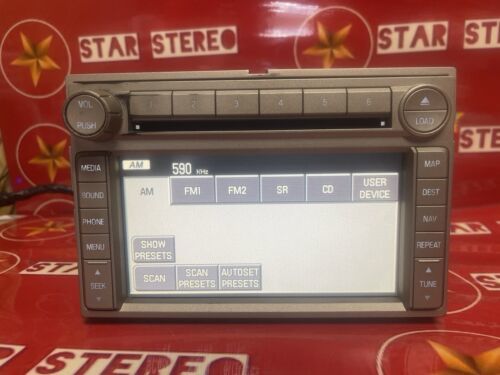 STAR STEREO
1 2 3 4 5 6
VOL
PUSH
LOAD
MEDIA
SOUND
PHONE
MENU
SEEK
MAP
DEST
NAV
REPEAT
TUNE
AM 590 KHz
AM FM1 FM2 SR CD USER DEVICE
SHOW PRESETS
SCAN SCAN PRESETS AUTOSET PRESETS
STEREO
STAR STEREO